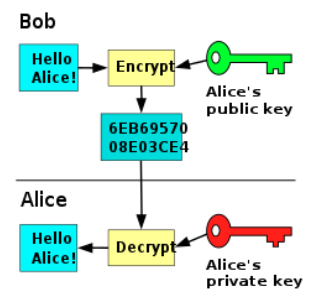 Bob
Hello
Alice!
Encrypt
Alice's
public key
6EB69570
08E03CE4
Alice
Hello
Alice!
Decrypt
Alice's
private key